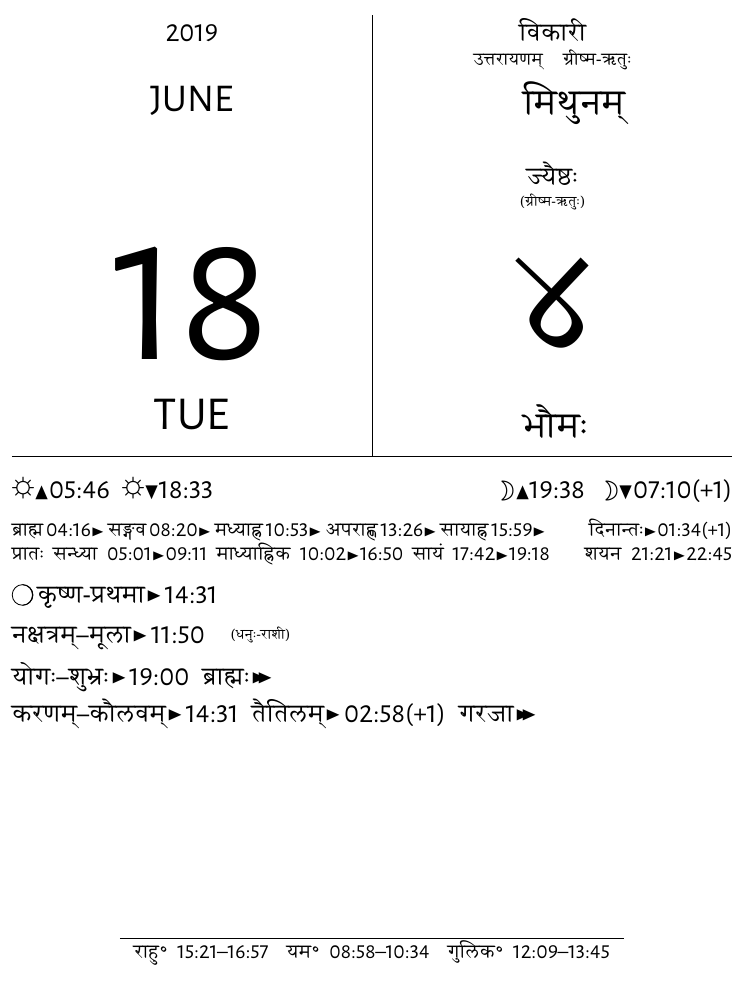 2019
JUNE
18
TUE
विकारी
उत्तरायणम् ग्रीष्म-ऋतुः
मिथुनम्
ज्यैष्ठः
(ग्रीष्म-ऋतुः)
४
भौमः
☼▲05:46 ☼▼18:33 ☽▲19:38 ☽▼07:10(+1)
ब्राह्म 04:16► सङ्गव 08:20► मध्याह्न 10:53► अपराह्ण 13:26► सायाह्न 15:59► दिनान्तः►01:34(+1)
प्रातः सन्ध्या 05:01►09:11 माध्याह्निक 10:02►16:50 सायं 17:42►19:18 शयन 21:21►22:45
○कृष्ण-प्रथमा►14:31
नक्षत्रम्–मूला►11:50 (धनुः-राशी)
योगः–शुभ्रः►19:00 ब्राह्मः►►
करणम्–कौलवम्►14:31 तैतिलम्►02:58(+1) गरजा►►
राहु° 15:21–16:57 यम° 08:58–10:34 गुलिक° 12:09–13:45